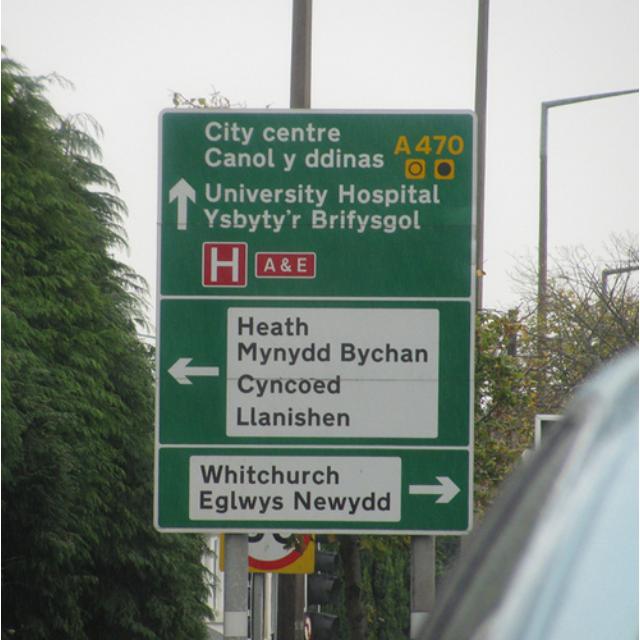 City centre
Canol y ddinas
A470
University Hospital
Ysbyty'r Brifysgol
H A & E
Heath
Mynydd Bychan
Cyncoed
Llanishen
Whitchurch
Eglwys Newydd